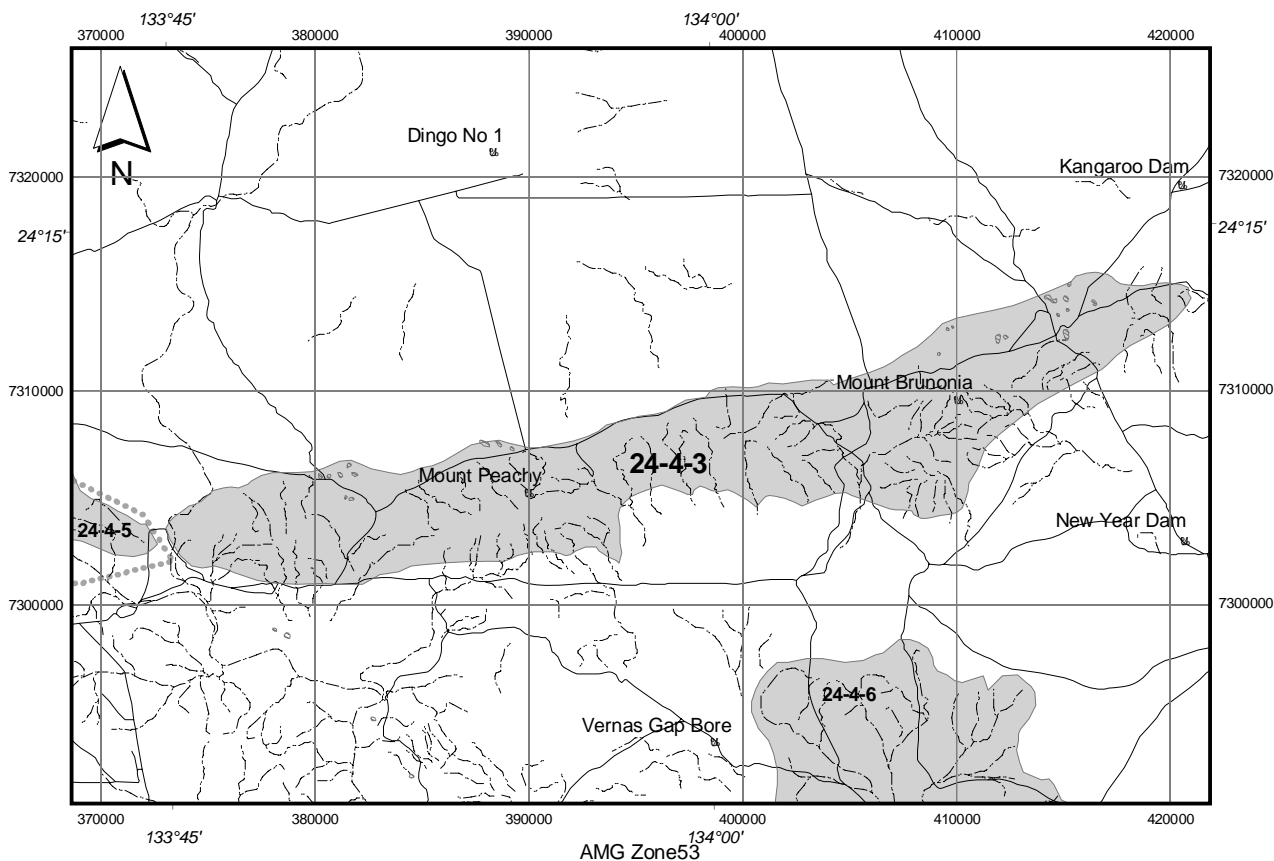 133°45' 134°00'
370000 380000 390000 400000 410000 420000
Dingo No 1
Kangaroo Dam
N
7320000 7320000
24°15' 24°15'
7310000 Mount Brunonia 7310000
24-4-3
Mount Peachy
24-4-5
New Year Dam
7300000 7300000
24-4-6
Vernas Gap Bore
370000 380000 390000 400000 410000 420000
133°45' 134°00'
AMG Zone53